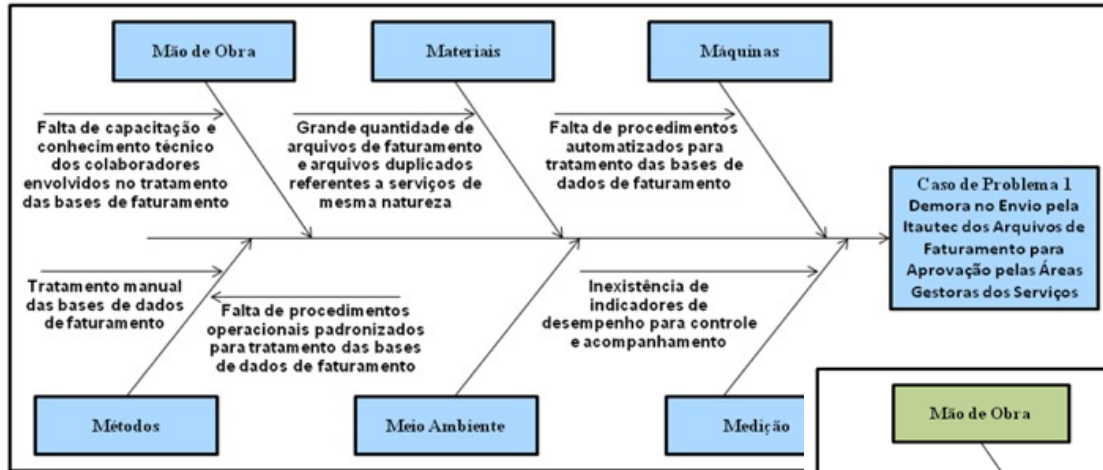 Mão de Obra
Materiais
Máquinas
Falta de capacitação e
conhecimento técnico
dos colaboradores
envolvidos no tratamento
das bases de faturamento
Grande quantidade de
arquivos de faturamento
e arquivos duplicados
referentes a serviços de
mesma natureza
Falta de procedimentos
automatizados para
tratamento das bases de
dados de faturamento
Caso de Problema 1
Demora no Envio pela
Itautec dos Arquivos de
Faturamento para
Aprovação pelas Áreas
Gestoras dos Serviços
Tratamento manual
das bases de dados
de faturamento
Falta de procedimentos
operacionais padronizados
para tratamento das bases
de dados de faturamento
Inexistência de
indicadores de
desempenho para controle
e acompanhamento
Métodos
Meio Ambiente
Medição
Mão de Obra